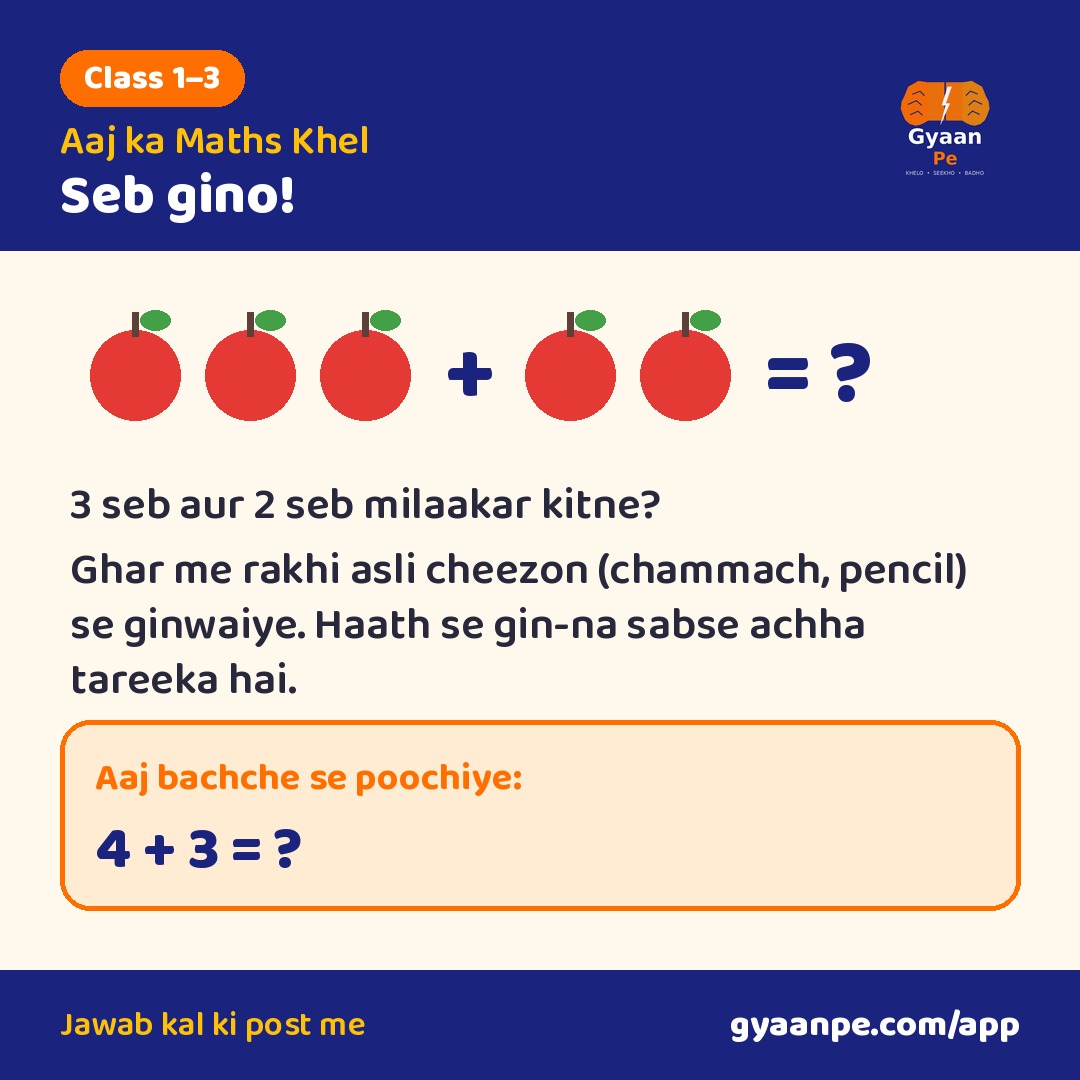 Class 1–3
Aaj ka Maths Khel
Seb gino!
Gyaan
Pe
KHELO • SEEKHO • BADHO
+ = ?
3 seb aur 2 seb milaakar kitne?
Ghar me rakhi asli cheezon (chammach, pencil)
se ginwaiye. Haath se gin-na sabse achha
tareeka hai.
Aaj bachche se poochiye:
4 + 3 = ?
Jawab kal ki post me
gyaanpe.com/app